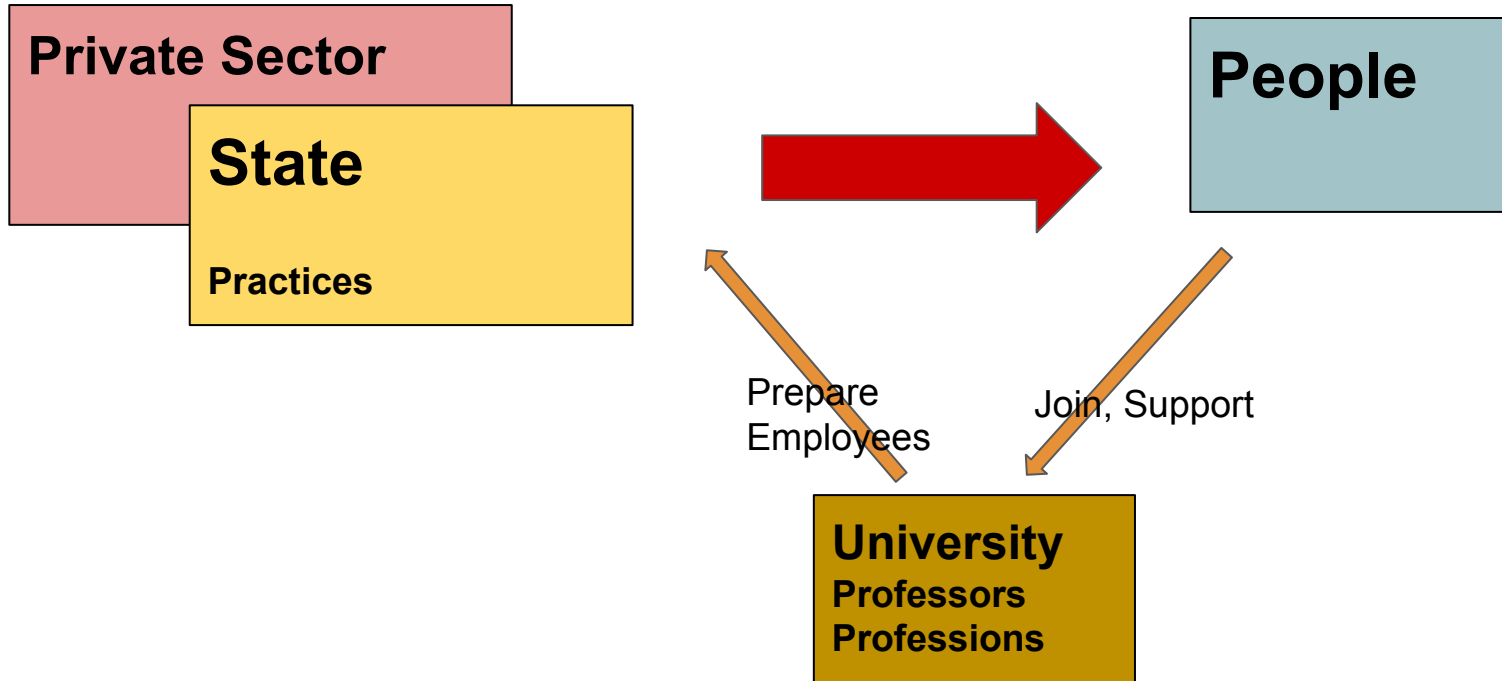 Private Sector
People
State
Practices
Prepare
Employees
Join, Support
University
Professors
Professions